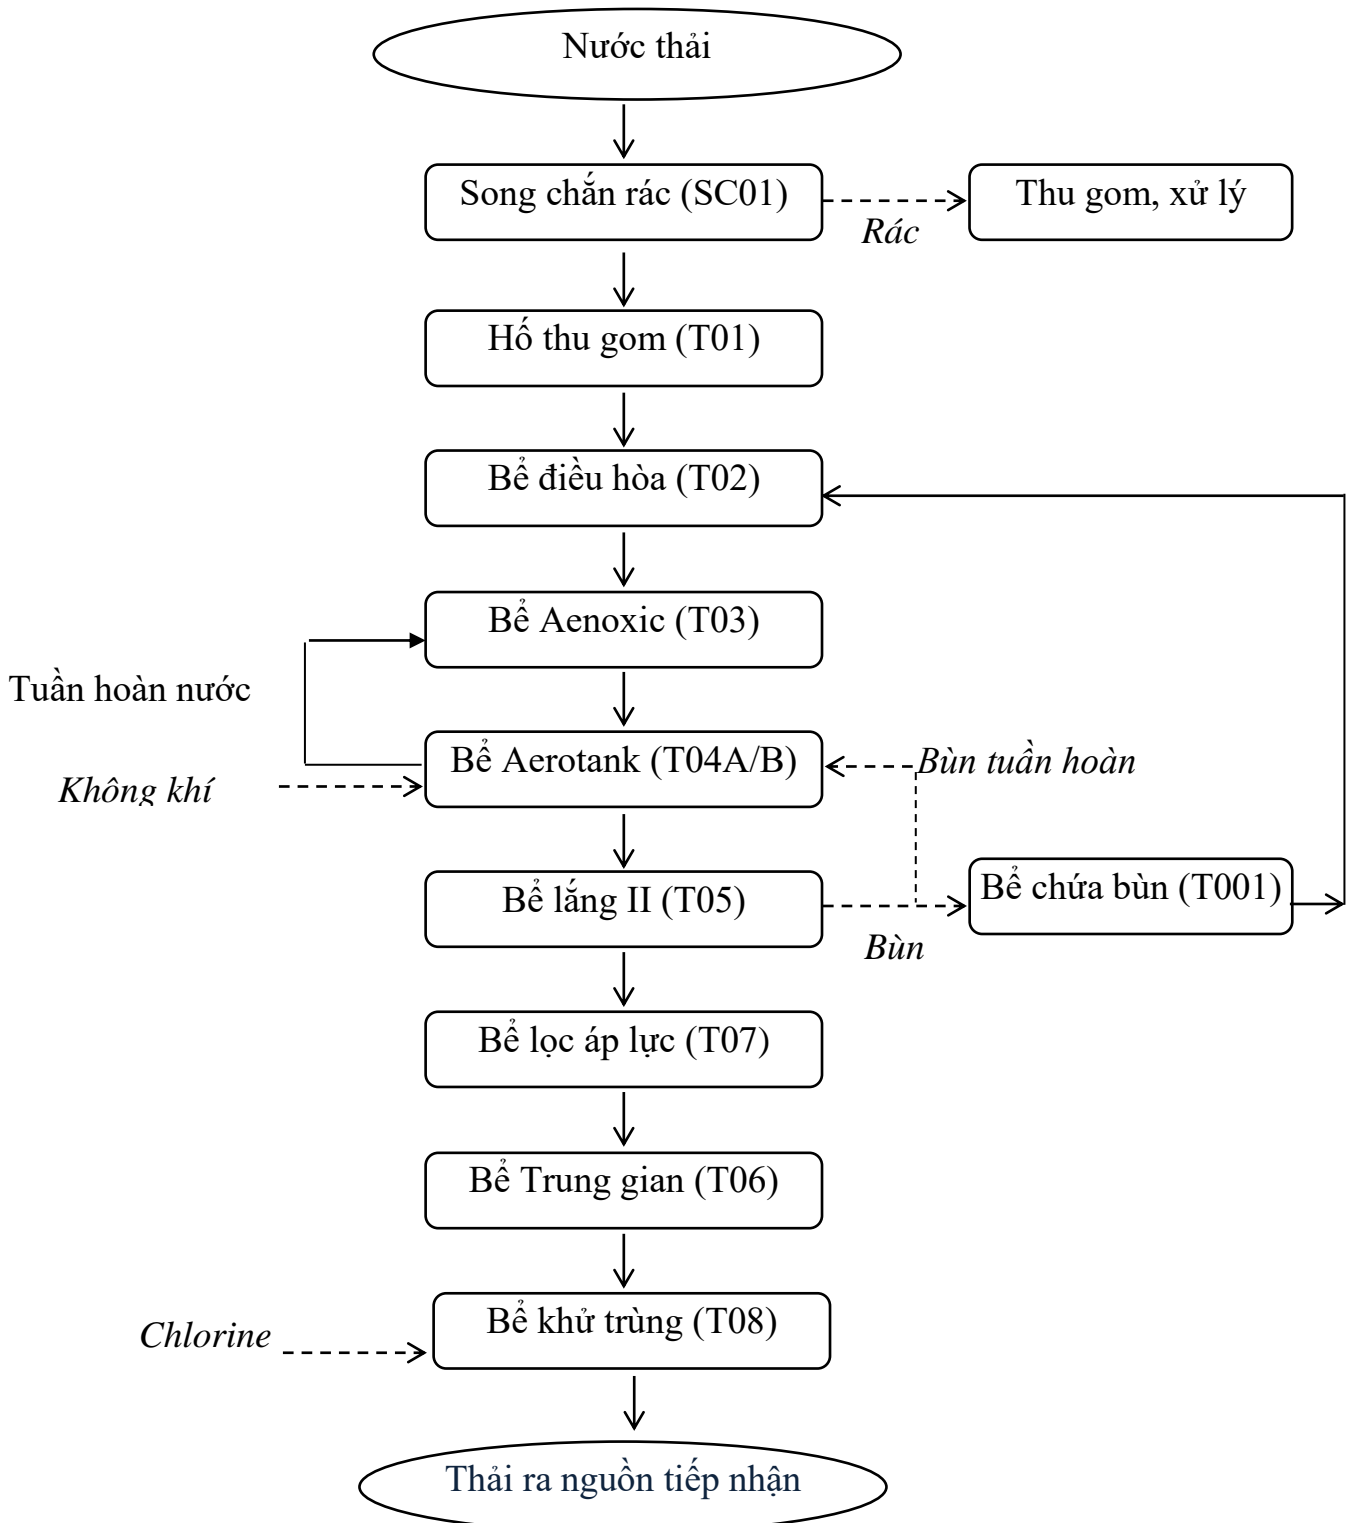 Nước thải
Song chắn rác (SC01)
Thu gom, xử lý
Rác
Hố thu gom (T01)
Bể điều hòa (T02)
Bể Aenoxic (T03)
Tuần hoàn nước
Bể Aerotank (T04A/B)
Bùn tuần hoàn
Không khí
Bể lắng II (T05)
Bể chứa bùn (T001)
Bùn
Bể lọc áp lực (T07)
Bể Trung gian (T06)
Bể khử trùng (T08)
Chlorine
Thải ra nguồn tiếp nhận